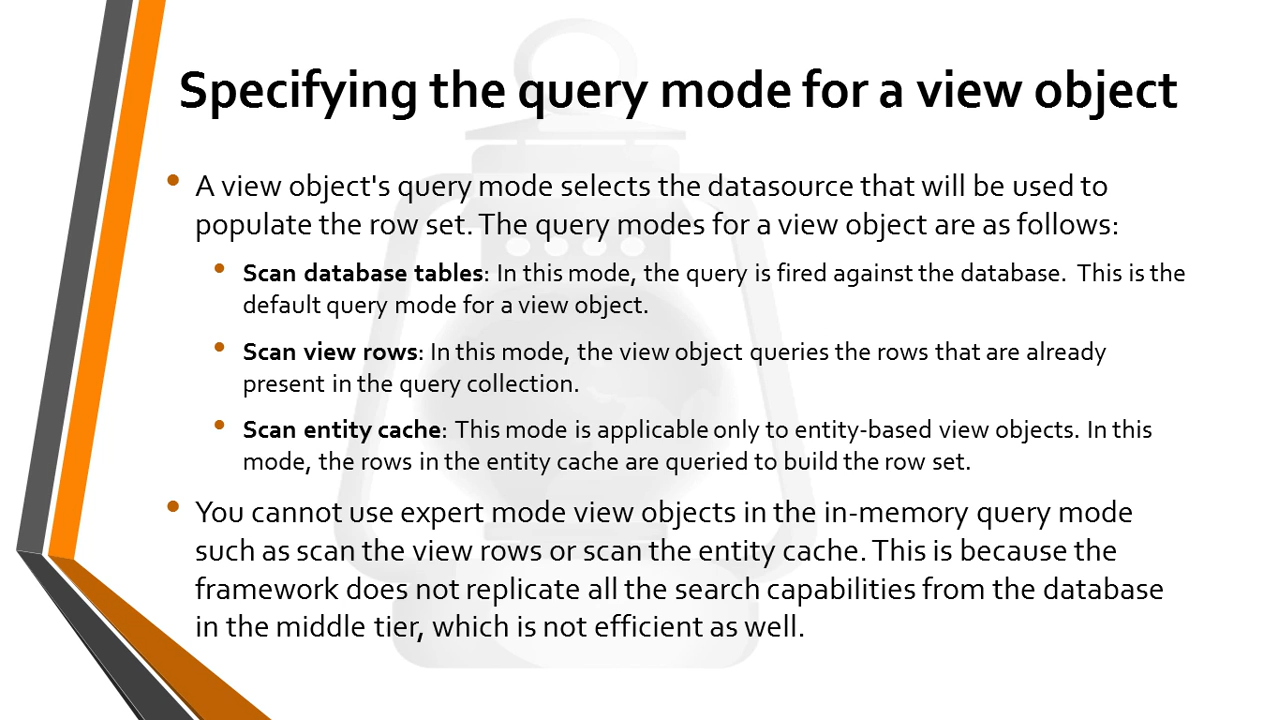 Specifying the query mode for a view object
• A view object's query mode selects the datasource that will be used to
populate the row set. The query modes for a view object are as follows:
• Scan database tables: In this mode, the query is fired against the database.  This is the
default query mode for a view object.
• Scan view rows: In this mode, the view object queries the rows that are already
present in the query collection.
• Scan entity cache: This mode is applicable only to entity-based view objects. In this
mode, the rows in the entity cache are queried to build the row set.
• You cannot use expert mode view objects in the in-memory query mode
such as scan the view rows or scan the entity cache. This is because the
framework does not replicate all the search capabilities from the database
in the middle tier, which is not efficient as well.